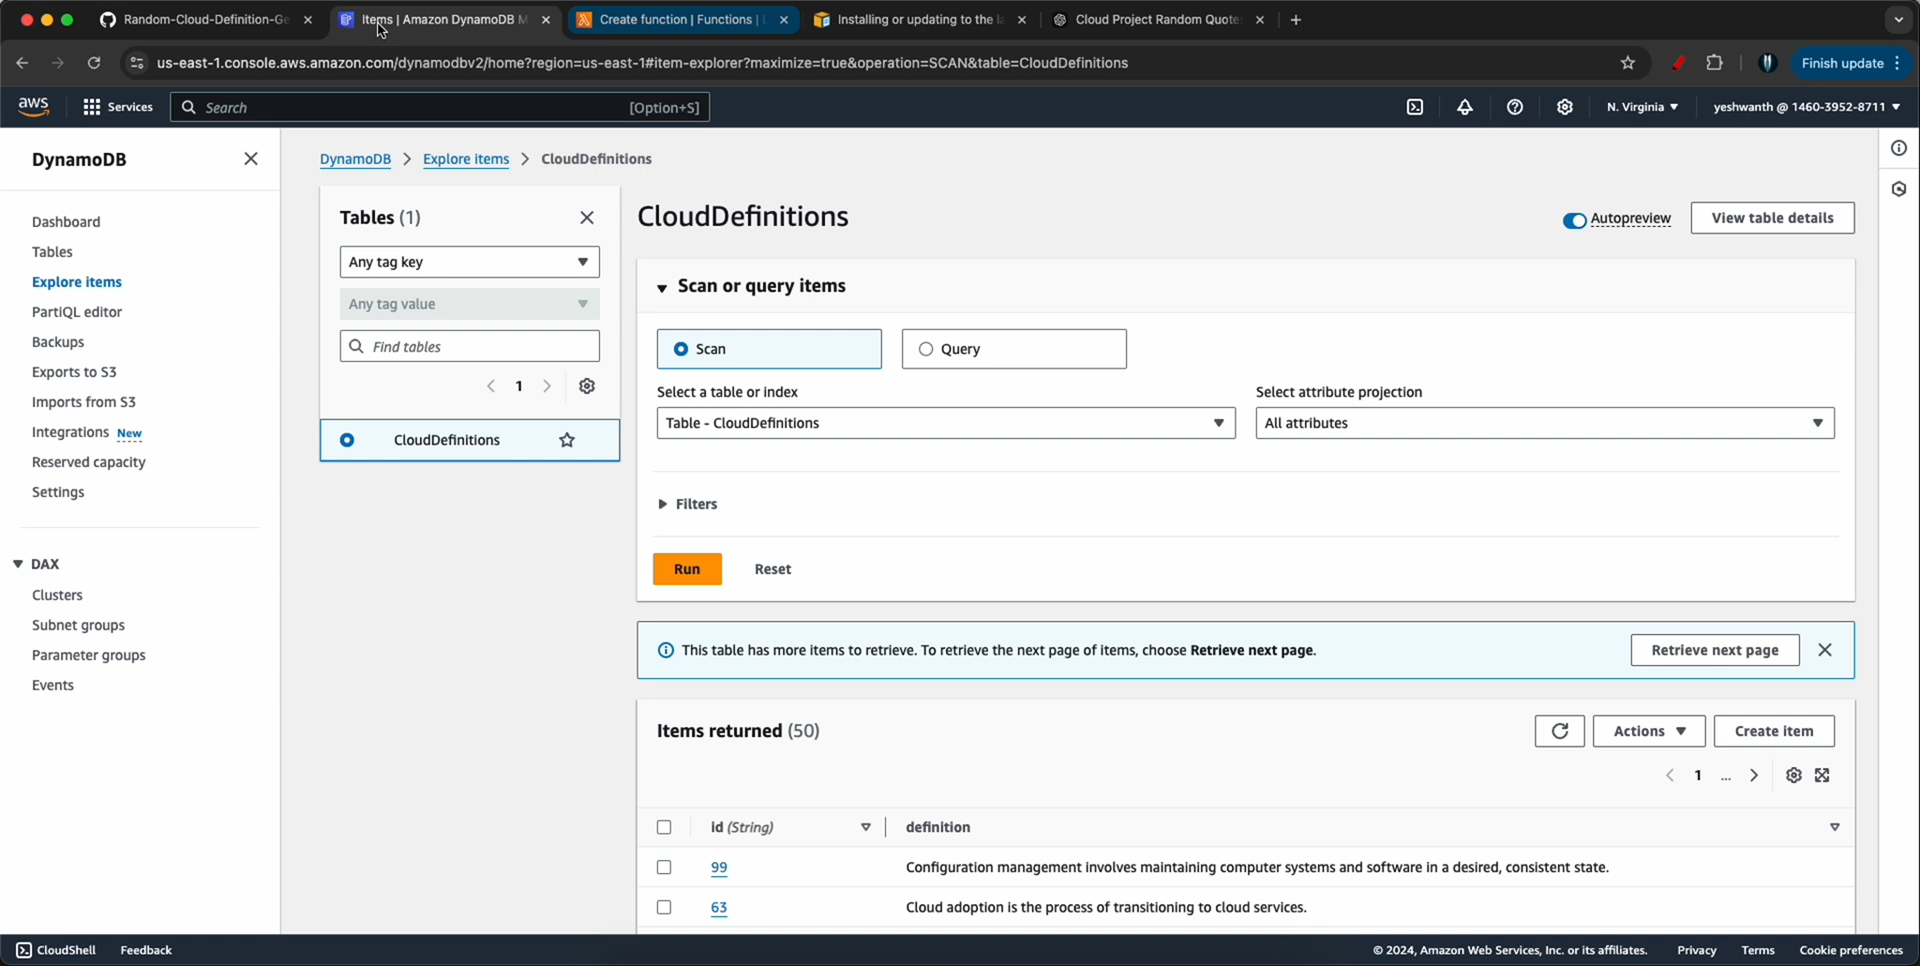 Random-Cloud-Definition-Ge
Items | Amazon DynamoDB M
Create function | Functions | L
Installing or updating to the la
Cloud Project Random Quote
us-east-1.console.aws.amazon.com/dynamodbv2/home?region=us-east-1#item-explorer?maximize=true&operation=SCAN&table=CloudDefinitions
Finish update
aws
Services
Search
[Option+S]
N. Virginia
yeshwanth @ 1460-3952-8711
DynamoDB
Dashboard
Tables
Explore items
PartiQL editor
Backups
Exports to S3
Imports from S3
Integrations New
Reserved capacity
Settings
DAX
Clusters
Subnet groups
Parameter groups
Events
DynamoDB > Explore items > CloudDefinitions
Tables (1)
Any tag key
Any tag value
Find tables
1
CloudDefinitions
CloudDefinitions
Autopreview
View table details
Scan or query items
Scan
Query
Select a table or index
Table - CloudDefinitions
Select attribute projection
All attributes
Filters
Run
Reset
This table has more items to retrieve. To retrieve the next page of items, choose Retrieve next page.
Retrieve next page
Items returned (50)
Actions
Create item
1 ...
id (String)
definition
99
Configuration management involves maintaining computer systems and software in a desired, consistent state.
63
Cloud adoption is the process of transitioning to cloud services.
CloudShell
Feedback
© 2024, Amazon Web Services, Inc. or its affiliates.
Privacy
Terms
Cookie preferences